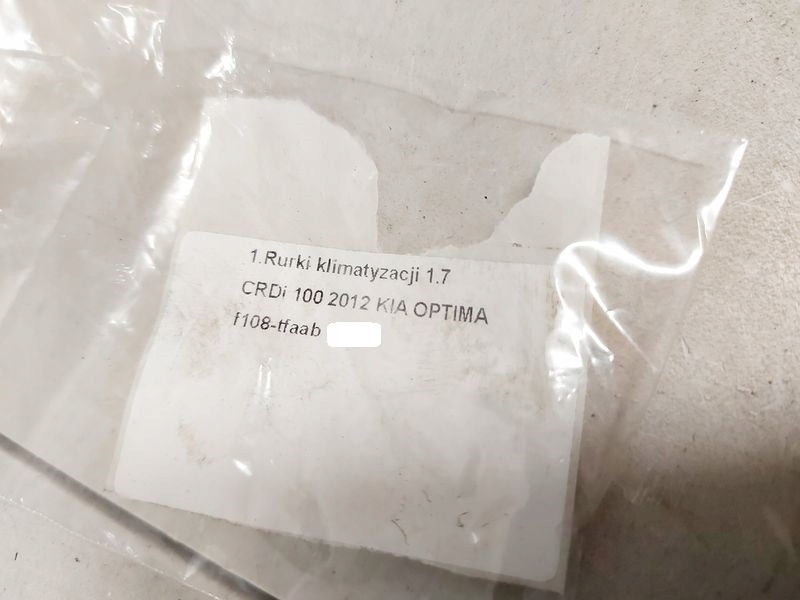 1.Rurki klimatyzacji 1.7
CRDi 100 2012 KIA OPTIMA
f108-tfaab